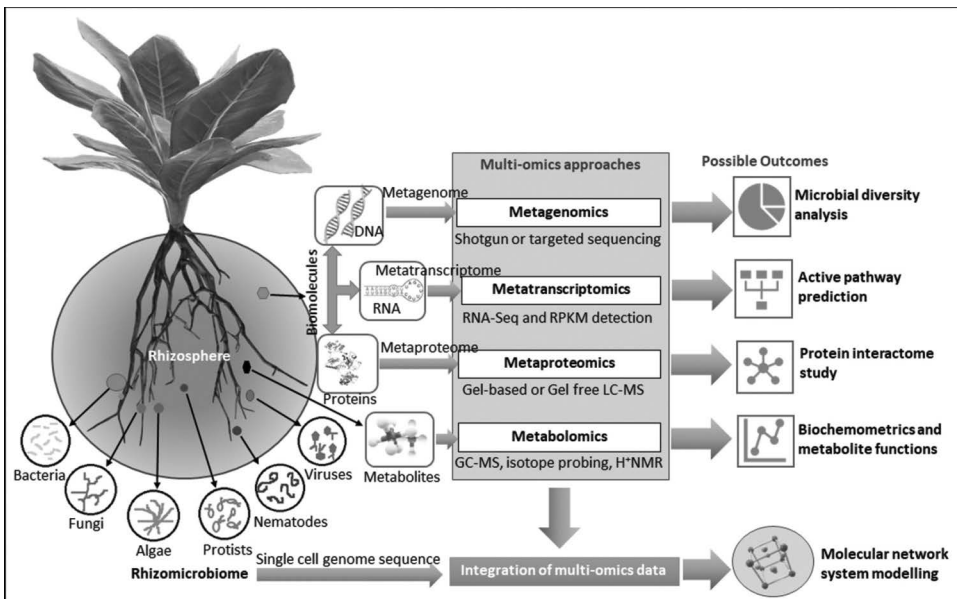 Multi-omics approaches
Possible Outcomes
Metagenome
DNA
Metagenomics
Shotgun or targeted sequencing
Microbial diversity
analysis
Biomolecules
Metatranscriptome
RNA
Metatranscriptomics
RNA-Seq and RPKM detection
Active pathway
prediction
Rhizosphere
Metaproteome
Proteins
Metaproteomics
Gel-based or Gel free LC-MS
Protein interactome
study
Metabolites
Metabolomics
GC-MS, isotope probing, H⁺NMR
Biochemometrics and
metabolite functions
Bacteria
Fungi
Algae
Protists
Nematodes
Viruses
Rhizomicrobiome
Single cell genome sequence
Integration of multi-omics data
Molecular network
system modelling